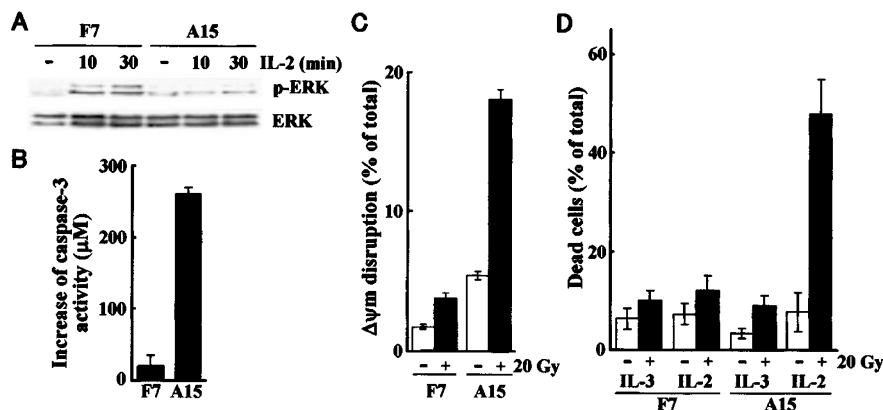 A
F7 A15
- 10 30 - 10 30 IL-2 (min)
p-ERK
ERK
B
Increase of caspase-3
activity (μM)
300
200
100
0
F7 A15
C
Δψm disruption (% of total)
20
10
0
- + - + 20 Gy
F7 A15
D
Dead cells (% of total)
60
40
20
0
- + - + - + - + 20 Gy
IL-3 IL-2 IL-3 IL-2
F7 A15